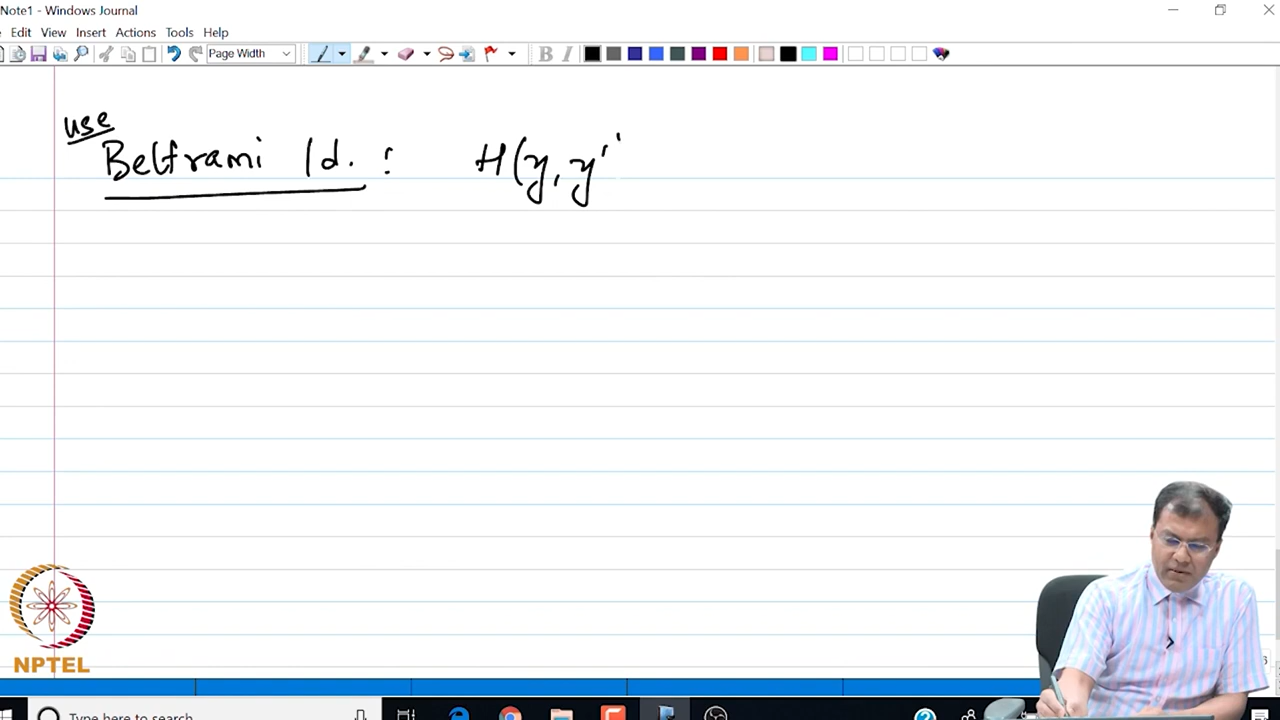 Note1 - Windows Journal
Edit View Insert Actions Tools Help
Page Width
B I
use
Beltrami Id. : H(y, y''
NPTEL
Type here to search